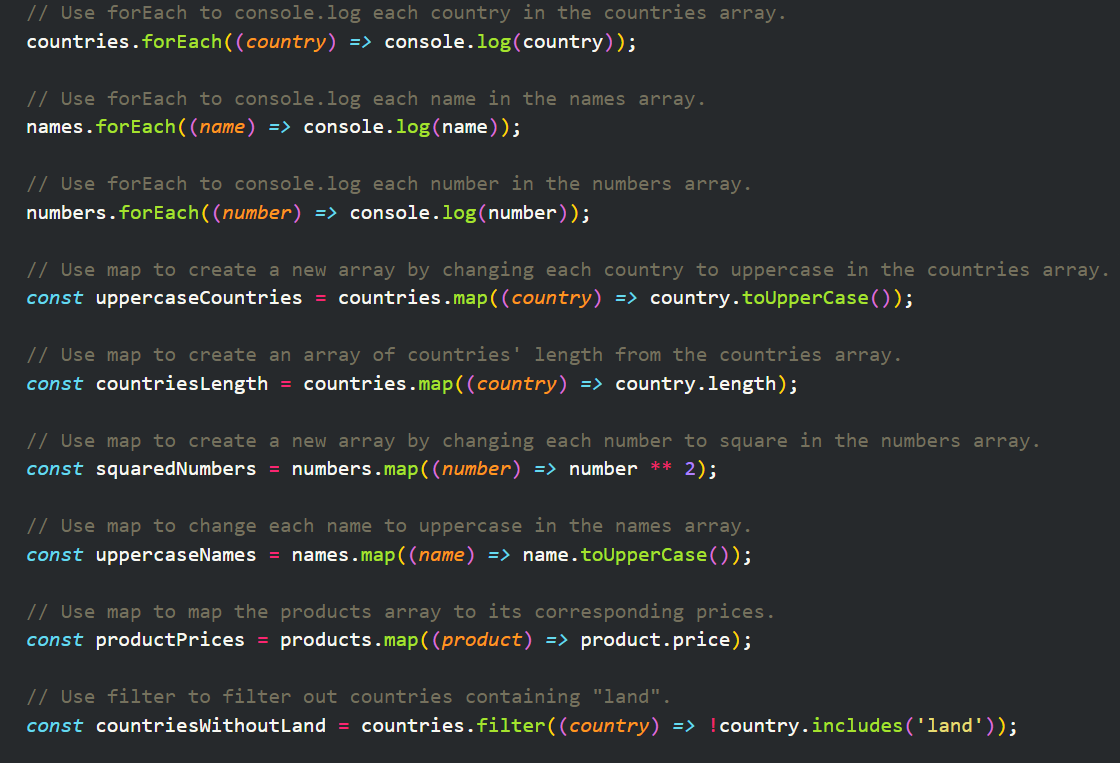 // Use forEach to console.log each country in the countries array.
countries.forEach((country) => console.log(country));
// Use forEach to console.log each name in the names array.
names.forEach((name) => console.log(name));
// Use forEach to console.log each number in the numbers array.
numbers.forEach((number) => console.log(number));
// Use map to create a new array by changing each country to uppercase in the countries array.
const uppercaseCountries = countries.map((country) => country.toUpperCase());
// Use map to create an array of countries' length from the countries array.
const countriesLength = countries.map((country) => country.length);
// Use map to create a new array by changing each number to square in the numbers array.
const squaredNumbers = numbers.map((number) => number ** 2);
// Use map to change each name to uppercase in the names array.
const uppercaseNames = names.map((name) => name.toUpperCase());
// Use map to map the products array to its corresponding prices.
const productPrices = products.map((product) => product.price);
// Use filter to filter out countries containing "land".
const countriesWithoutLand = countries.filter((country) => !country.includes('land'));